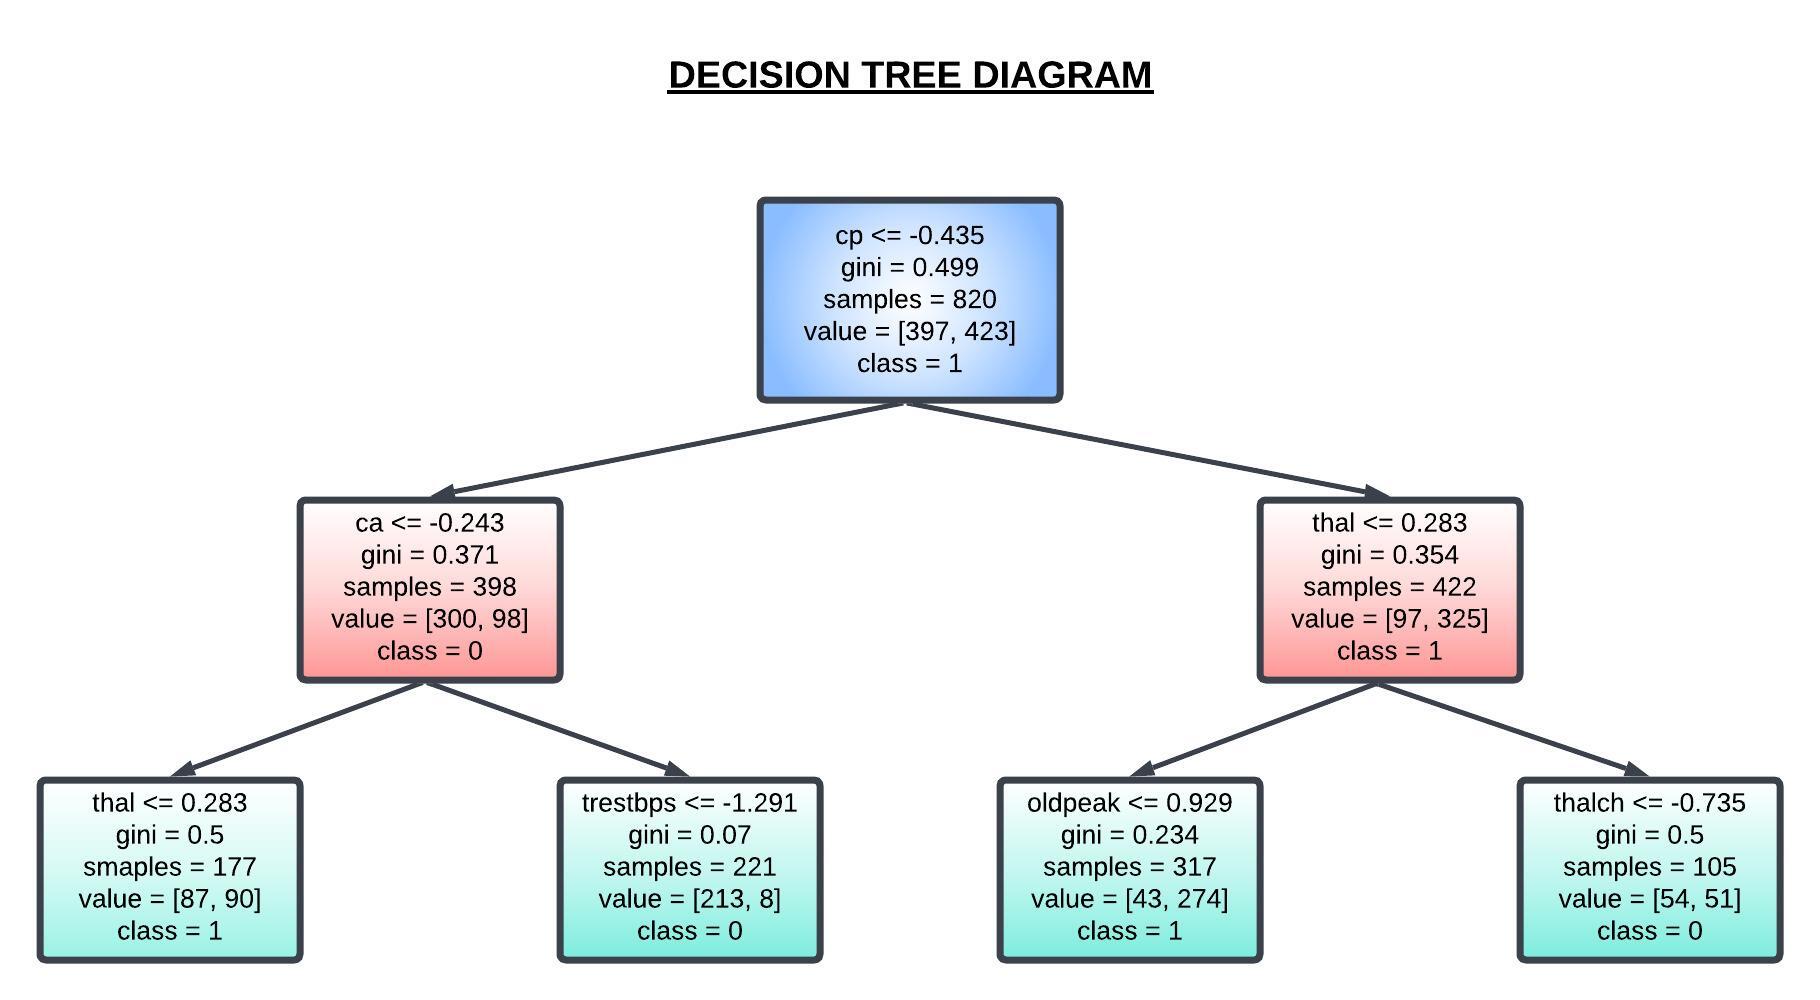 DECISION TREE DIAGRAM
cp <= -0.435
gini = 0.499
samples = 820
value = [397, 423]
class = 1
ca <= -0.243
gini = 0.371
samples = 398
value = [300, 98]
class = 0
thal <= 0.283
gini = 0.354
samples = 422
value = [97, 325]
class = 1
thal <= 0.283
gini = 0.5
smaples = 177
value = [87, 90]
class = 1
trestbps <= -1.291
gini = 0.07
samples = 221
value = [213, 8]
class = 0
oldpeak <= 0.929
gini = 0.234
samples = 317
value = [43, 274]
class = 1
thalch <= -0.735
gini = 0.5
samples = 105
value = [54, 51]
class = 0